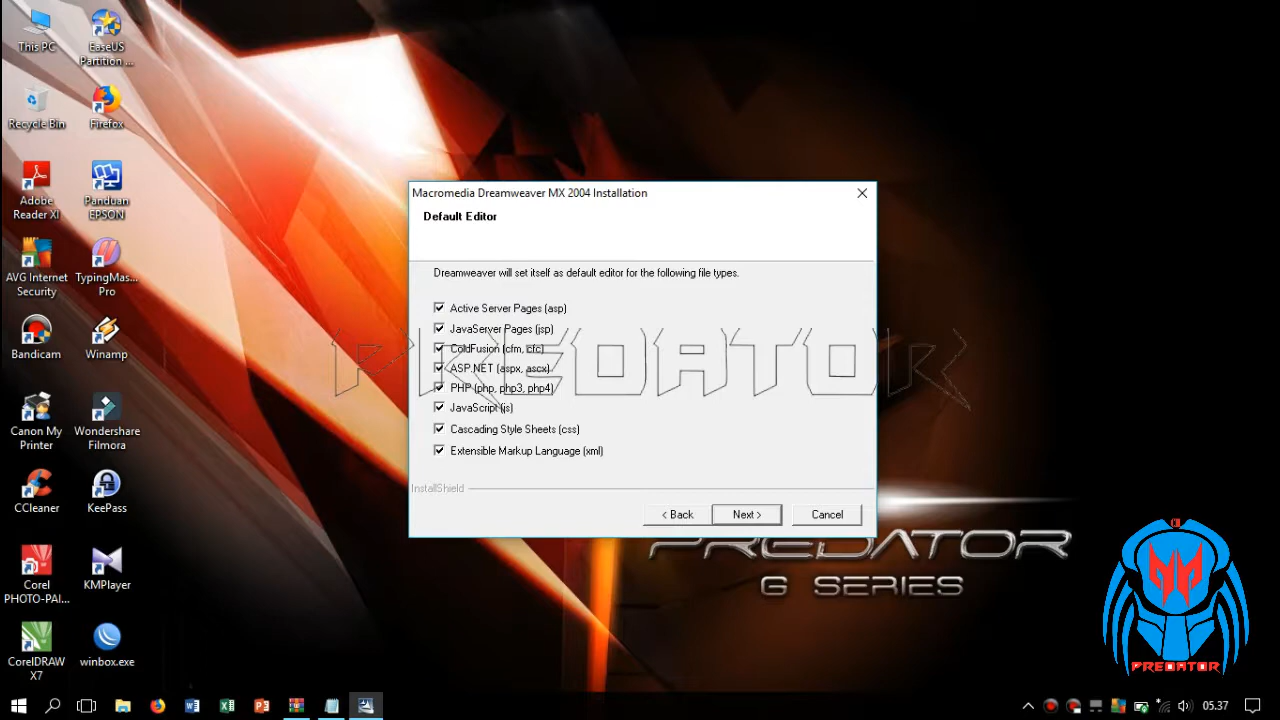 This PC
EaseUS
Partition ...
Recycle Bin
Firefox
Adobe
Reader XI
Panduan
EPSON
AVG Internet
Security
TypingMas...
Pro
Bandicam
Winamp
Canon My
Printer
Wondershare
Filmora
CCleaner
KeePass
Corel
PHOTO-PAI...
KMPlayer
CorelDRAW
X7
winbox.exe
Macromedia Dreamweaver MX 2004 Installation
Default Editor
Dreamweaver will set itself as default editor for the following file types.
Active Server Pages (asp)
JavaServer Pages (jsp)
ColdFusion (cfm, cfc)
ASP.NET (aspx, ascx)
PHP (php, php3, php4)
JavaScript (js)
Cascading Style Sheets (css)
Extensible Markup Language (xml)
InstallShield
< Back
Next >
Cancel
PREDATOR
PREDATOR
G SERIES
PREDATOR
05.37